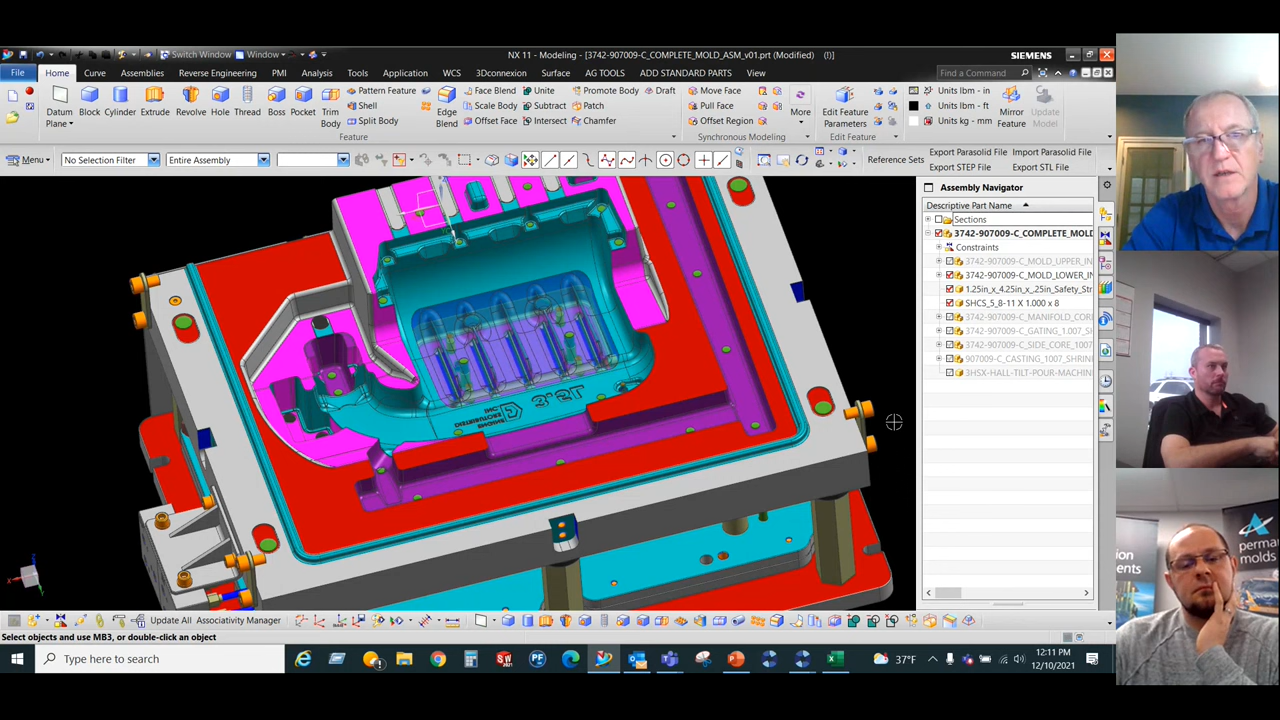 Switch Window
Window
NX 11 - Modeling - [3742-907009-C_COMPLETE_MOLD_ASM_v01.prt (Modified) (!)]
SIEMENS
File
Home
Curve
Assemblies
Reverse Engineering
PMI
Analysis
Tools
Application
WCS
3Dconnexion
Surface
AG TOOLS
ADD STANDARD PARTS
View
Find a Command
Datum Plane
Block
Cylinder
Extrude
Revolve
Hole
Thread
Boss
Pocket
Trim Body
Pattern Feature
Shell
Split Body
Edge Blend
Face Blend
Scale Body
Offset Face
Unite
Subtract
Intersect
Promote Body
Patch
Chamfer
Draft
Feature
Move Face
Pull Face
Offset Region
More
Synchronous Modeling
Edit Feature Parameters
Edit Feature
Units lbm - in
Units lbm - ft
Units kg - mm
Mirror Feature
Update Model
Menu
No Selection Filter
Entire Assembly
Reference Sets
Export Parasolid File
Import Parasolid File
Export STEP File
Export STL File
Assembly Navigator
Descriptive Part Name
Sections
3742-907009-C_COMPLETE_MOLD
Constraints
3742-907009-C_MOLD_UPPER_IN
3742-907009-C_MOLD_LOWER_IN
1.25in_x_4.25in_x_.25in_Safety_Str
SHCS_5_8-11 X 1.000 x 8
3742-907009-C_MANIFOLD_COR
3742-907009-C_GATING_1.007_SH
3742-907009-C_SIDE_CORE_1007
907009-C_CASTING_1007_SHRIN
3HSX-HALL-TILT-POUR-MACHIN
Update All
Associativity Manager
Select objects and use MB3, or double-click an object
Type here to search
37°F
12:11 PM
12/10/2021
perma
molds